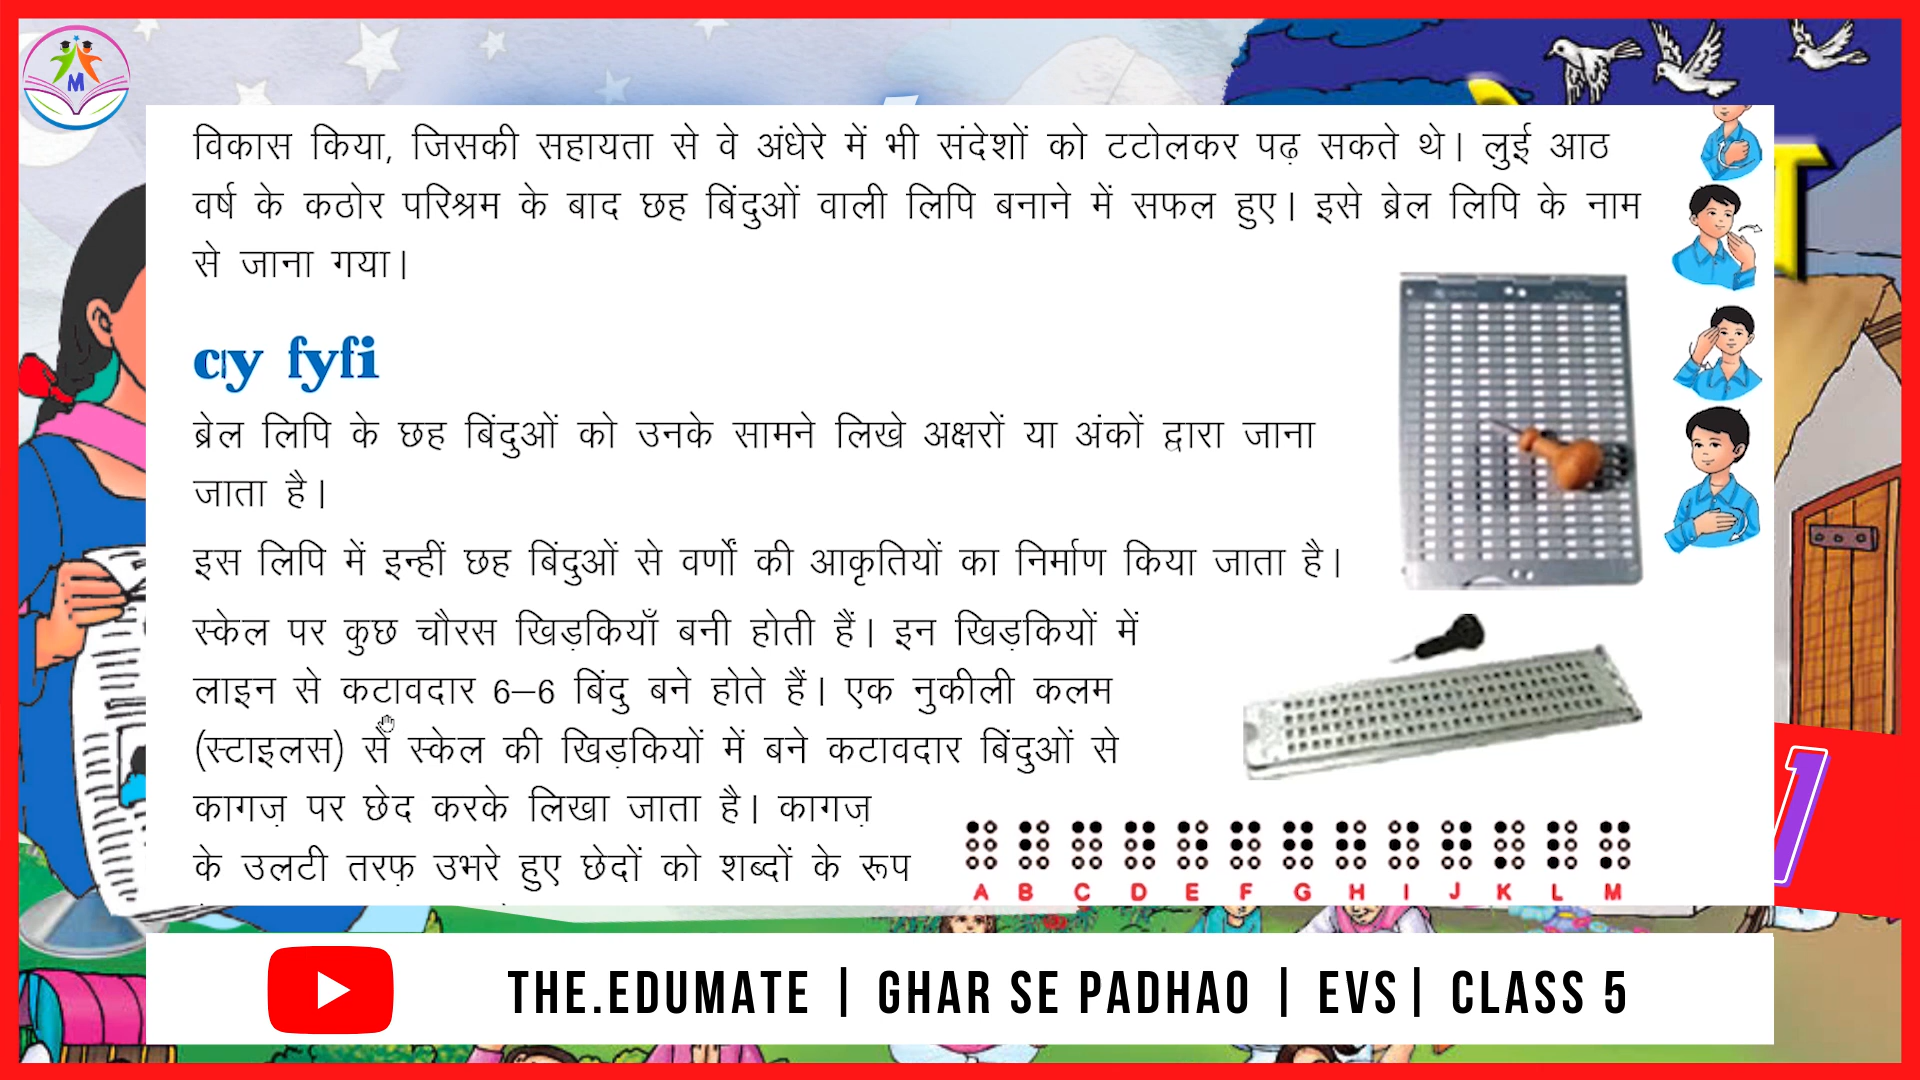 विकास किया, जिसकी सहायता से वे अंधेरे में भी संदेशों को टटोलकर पढ़ सकते थे। लुई आठ
वर्ष के कठोर परिश्रम के बाद छह बिंदुओं वाली लिपि बनाने में सफल हुए। इसे ब्रेल लिपि के नाम
से जाना गया।
cy fyfi
ब्रेल लिपि के छह बिंदुओं को उनके सामने लिखे अक्षरों या अंकों द्वारा जाना
जाता है।
इस लिपि में इन्हीं छह बिंदुओं से वर्णों की आकृतियों का निर्माण किया जाता है।
स्केल पर कुछ चौरस खिड़कियाँ बनी होती हैं। इन खिड़कियों में
लाइन से कटावदार 6–6 बिंदु बने होते हैं। एक नुकीली कलम
(स्टाइलस) से स्केल की खिड़कियों में बने कटावदार बिंदुओं से
कागज़ पर छेद करके लिखा जाता है। कागज़
के उलटी तरफ़ उभरे हुए छेदों को शब्दों के रूप
A B C D E F G H I J K L M
THE.EDUMATE | GHAR SE PADHAO | EVS| CLASS 5
M